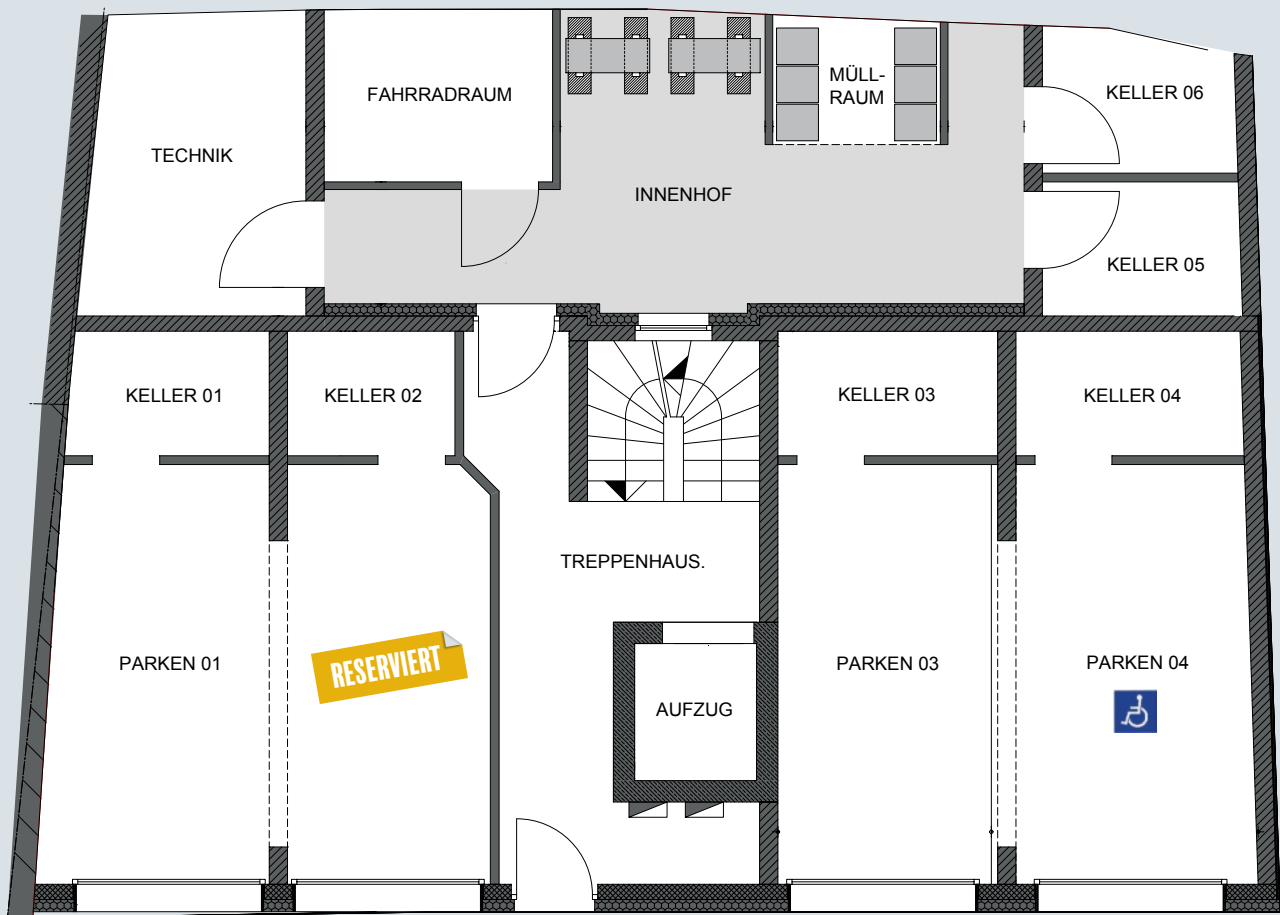 FAHRRADRAUM
MÜLL-
RAUM
KELLER 06
TECHNIK
INNENHOF
KELLER 05
KELLER 01
KELLER 02
KELLER 03
KELLER 04
TREPPENHAUS.
PARKEN 01
RESERVIERT
PARKEN 03
PARKEN 04
AUFZUG